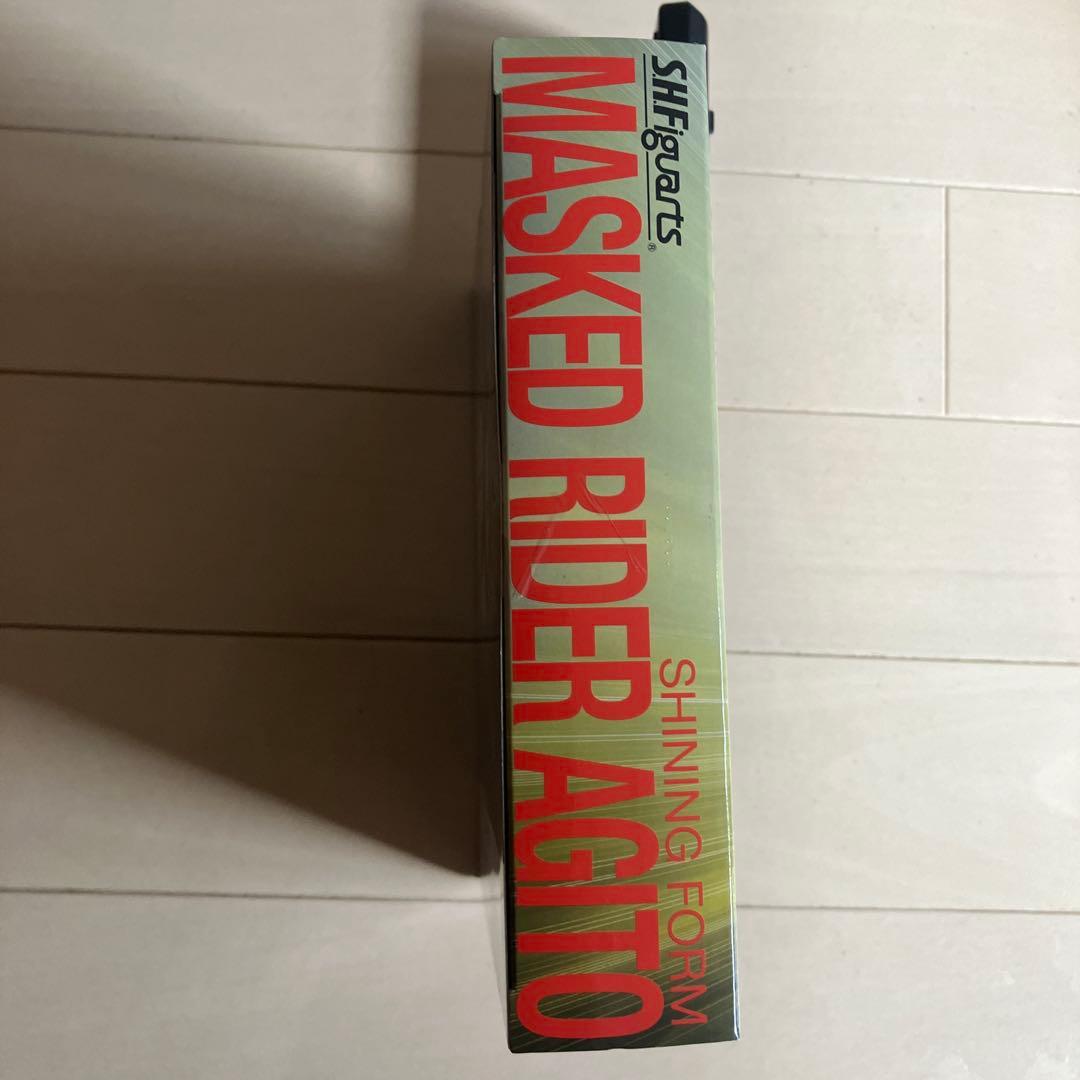 S.H.Figuarts®
SHINING FORM
MASKED RIDER AGITO